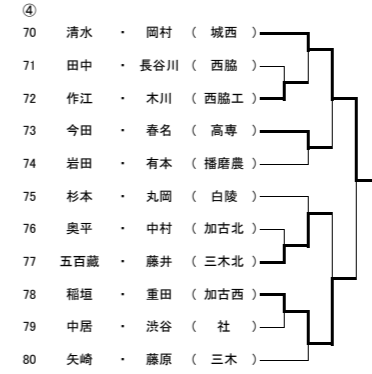 ④
70 清水 ・ 岡村 ( 城西 )
71 田中 ・ 長谷川 ( 西脇 )
72 作江 ・ 木川 ( 西脇工 )
73 今田 ・ 春名 ( 高専 )
74 岩田 ・ 有本 ( 播磨農 )
75 杉本 ・ 丸岡 ( 白陵 )
76 奥平 ・ 中村 ( 加古北 )
77 五百藏 ・ 藤井 ( 三木北 )
78 稲垣 ・ 重田 ( 加古西 )
79 中居 ・ 渋谷 ( 社 )
80 矢崎 ・ 藤原 ( 三木 )